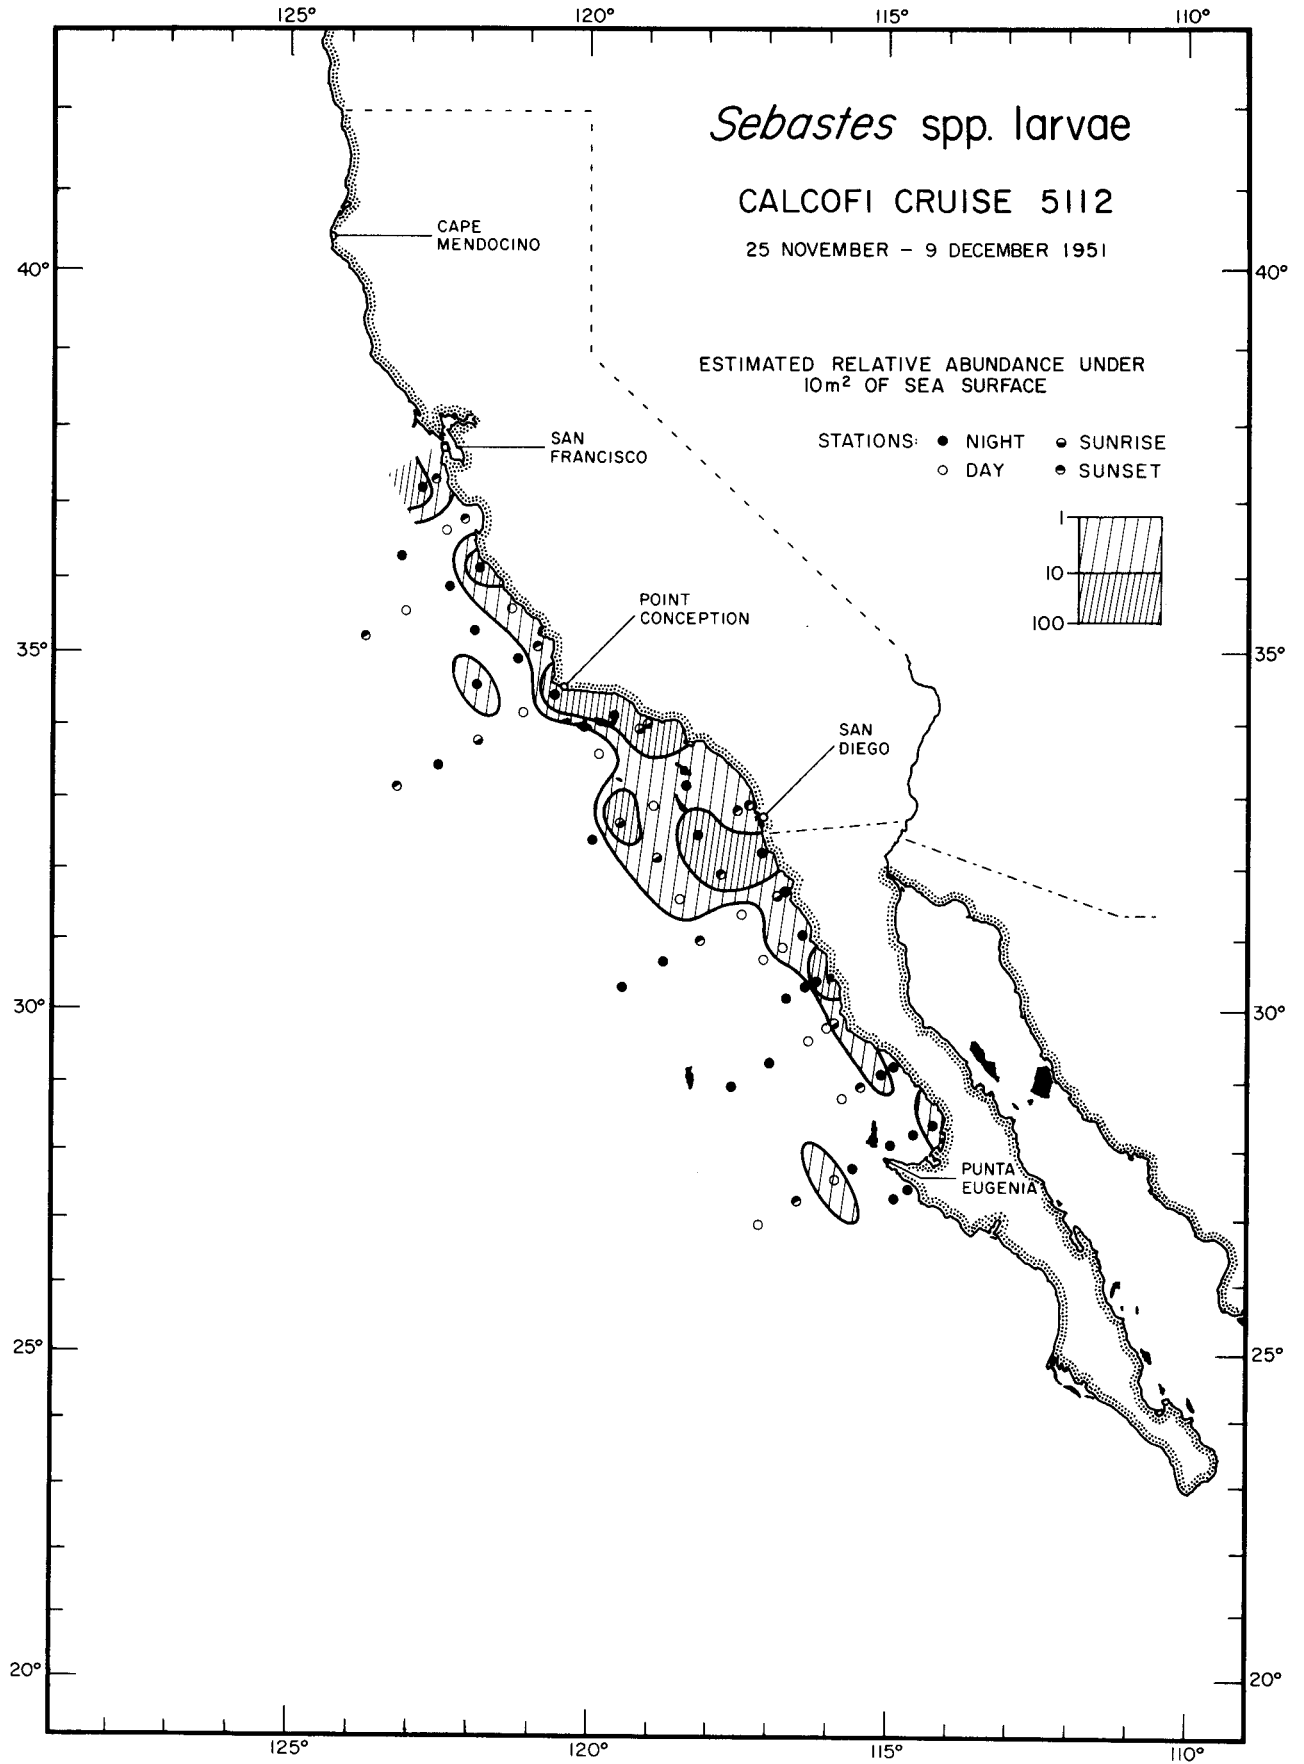 125°
120°
115°
110°
Sebastes spp. larvae
CALCOFI CRUISE 5112
25 NOVEMBER – 9 DECEMBER 1951
CAPE
MENDOCINO
40°
40°
ESTIMATED RELATIVE ABUNDANCE UNDER
10m² OF SEA SURFACE
STATIONS: ● NIGHT ◒ SUNRISE
○ DAY ◓ SUNSET
SAN
FRANCISCO
1
10
100
POINT
CONCEPTION
35°
35°
SAN
DIEGO
30°
30°
PUNTA
EUGENIA
25°
25°
20°
20°
125°
120°
115°
110°